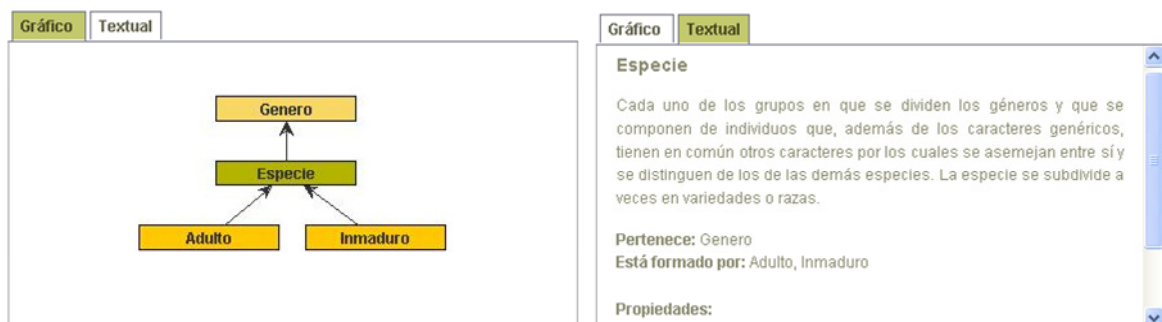 Gráfico Textual
Genero
Especie
Adulto Inmaduro
Gráfico Textual
Especie
Cada uno de los grupos en que se dividen los géneros y que se
componen de individuos que, además de los caracteres genéricos,
tienen en común otros caracteres por los cuales se asemejan entre sí y
se distinguen de los de las demás especies. La especie se subdivide a
veces en variedades o razas.
Pertenece: Genero
Está formado por: Adulto, Inmaduro
Propiedades: